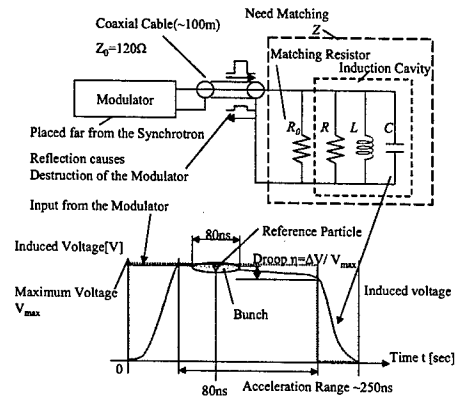 Need Matching
Coaxial Cable(~100m)
Z
Z₀=120Ω
Matching Resistor
Induction Cavity
Modulator
R₀
R
L
C
Placed far from the Synchrotron
Reflection causes
Destruction of the Modulator
Input from the Modulator
80ns
Reference Particle
Induced Voltage[V]
Droop η=ΔV/ Vmax
Maximum Voltage
Vmax
Bunch
Induced voltage
0
Time t [sec]
80ns
Acceleration Range ~250ns